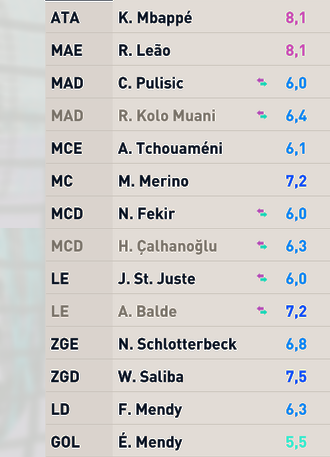 ATA K. Mbappé 8,1
MAE R. Leão 8,1
MAD C. Pulisic 6,0
MAD R. Kolo Muani 6,4
MCE A. Tchouaméni 6,1
MC M. Merino 7,2
MCD N. Fekir 6,0
MCD H. Çalhanoğlu 6,3
LE J. St. Juste 6,0
LE A. Balde 7,2
ZGE N. Schlotterbeck 6,8
ZGD W. Saliba 7,5
LD F. Mendy 6,3
GOL É. Mendy 5,5